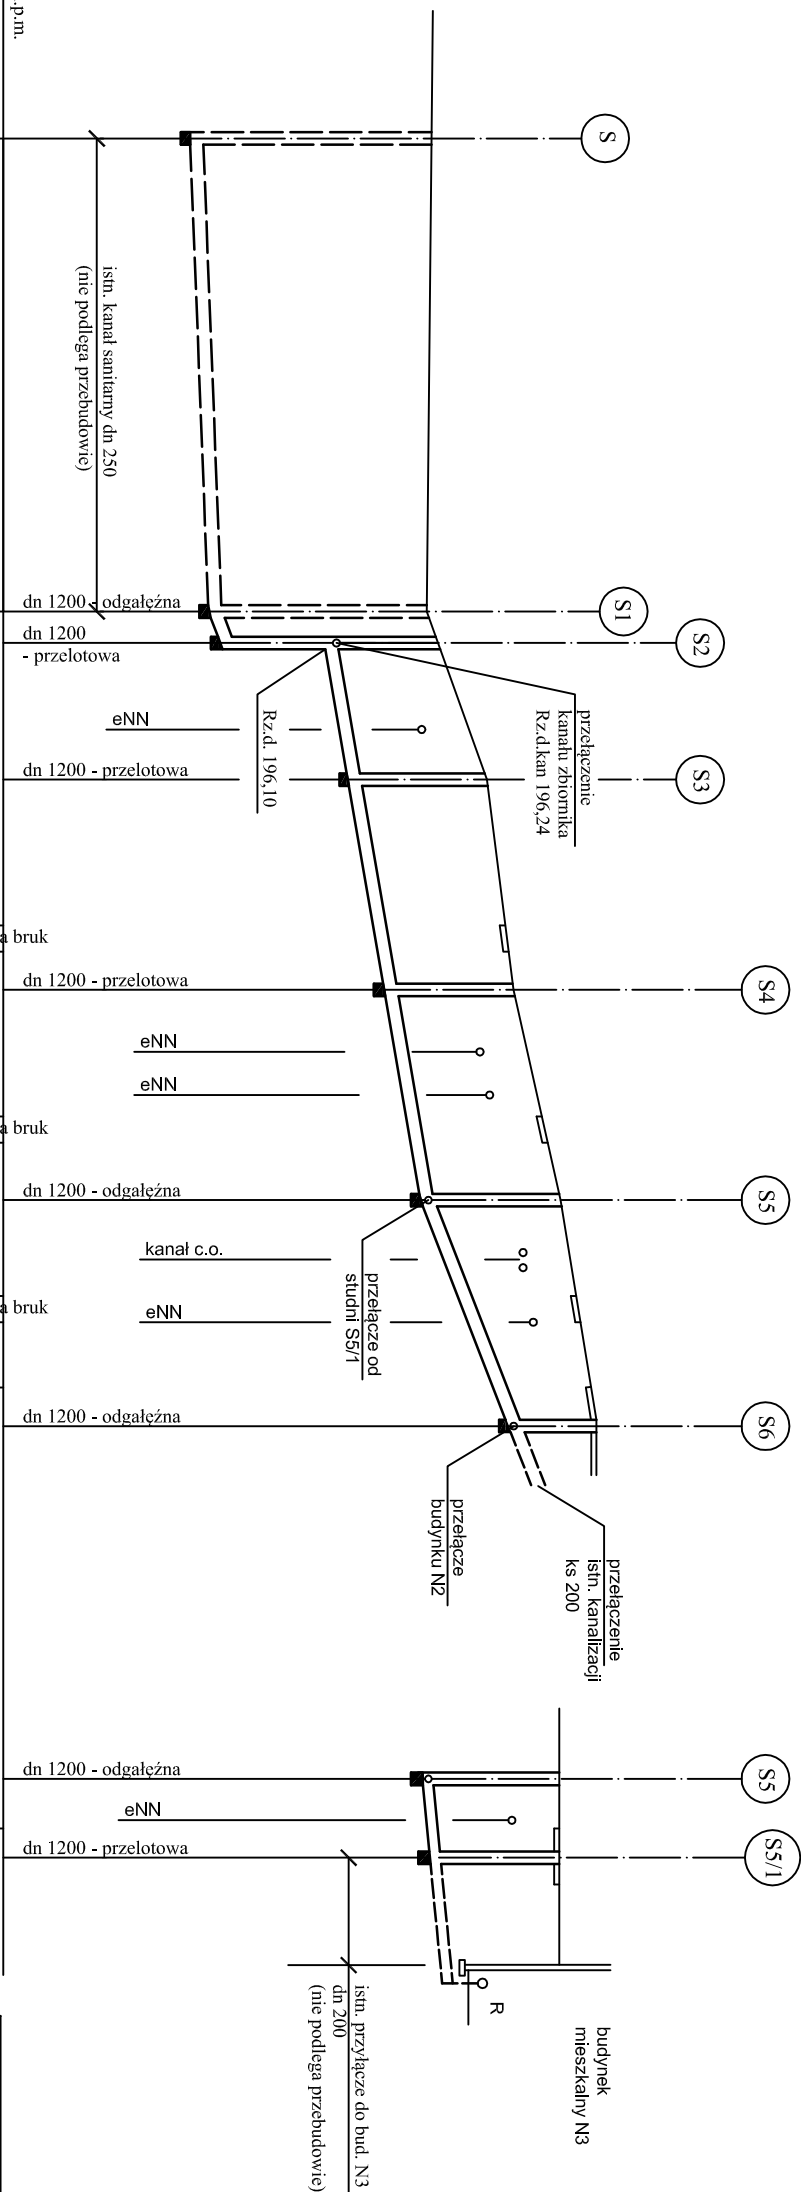 .p.m.
S
S1
S2
S3
S4
S5
S6
S5
S5/1
istn. kanał sanitarny dn 250
(nie podlega przebudowie)
dn 1200 - odgałęźna
dn 1200
- przelotowa
eNN
dn 1200 - przelotowa
Rz.d. 196,10
przełączenie
kanału zbiornika
Rz.d.kan 196,24
a bruk
dn 1200 - przelotowa
eNN
eNN
a bruk
dn 1200 - odgałęźna
kanał c.o.
przełącze od
studni S5/1
eNN
a bruk
dn 1200 - odgałęźna
przełącze
budynku N2
przełączenie
istn. kanalizacji
ks 200
dn 1200 - odgałęźna
eNN
dn 1200 - przelotowa
istn. przyłącze do bud. N3
dn 200
(nie podlega przebudowie)
R
budynek
mieszkalny N3